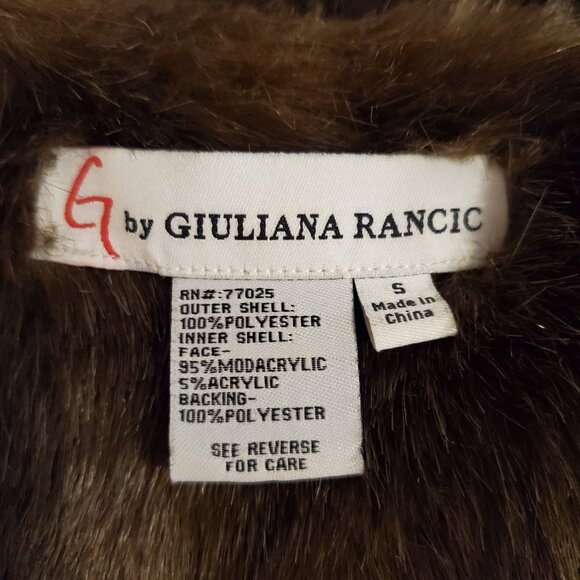 G by GIULIANA RANCIC
RN#:77025
OUTER SHELL:
100%POLYESTER
INNER SHELL:
FACE-
95%MODACRYLIC
5%ACRYLIC
BACKING-
100%POLYESTER
SEE REVERSE
FOR CARE
S
Made in
China